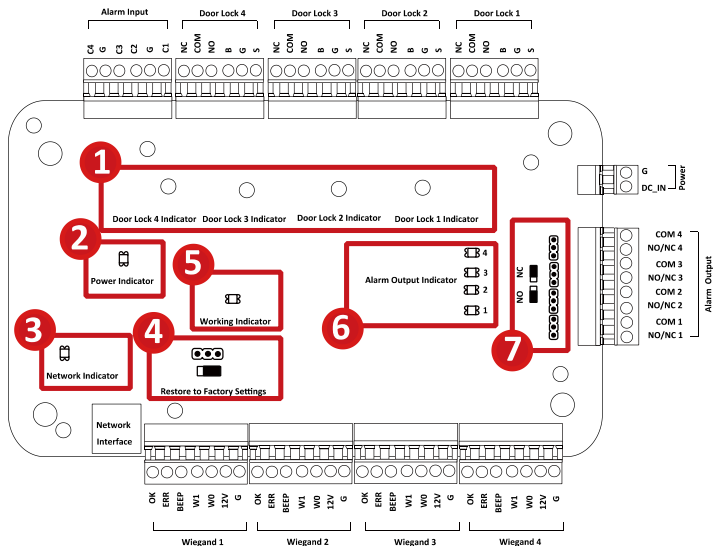 Alarm Input
Door Lock 4
Door Lock 3
Door Lock 2
Door Lock 1
C4 G C3 C2 G C1
NC COM NO B G S
NC COM NO B G S
NC COM NO B G S
NC COM NO B G S
1
Door Lock 4 Indicator
Door Lock 3 Indicator
Door Lock 2 Indicator
Door Lock 1 Indicator
G
DC_IN
Power
2
Power Indicator
5
Working Indicator
Alarm Output Indicator
4
3
2
1
6
NC
NO
7
COM 4
NO/NC 4
COM 3
NO/NC 3
COM 2
NO/NC 2
COM 1
NO/NC 1
Alarm Output
3
Network Indicator
4
Restore to Factory Settings
Network
Interface
OK ERR BEEP W1 W0 12V G
OK ERR BEEP W1 W0 12V G
OK ERR BEEP W1 W0 12V G
OK ERR BEEP W1 W0 12V G
Wiegand 1
Wiegand 2
Wiegand 3
Wiegand 4